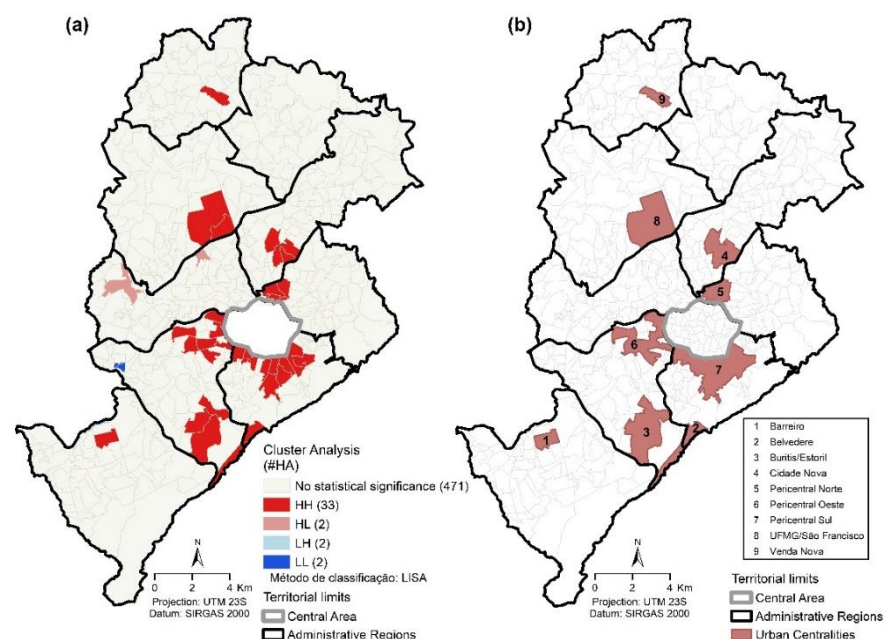 (a)
N
0 2 4
Km
Projection: UTM 23S
Datum: SIRGAS 2000
Cluster Analysis
(#HA)
No statistical significance (471)
HH (33)
HL (2)
LH (2)
LL (2)
Método de classificação: LISA
Territorial limits
Central Area
Administrative Regions
(b)
9
8
4
5
6
7
3
2
1
1 Barreiro
2 Belvedere
3 Buritis/Estoril
4 Cidade Nova
5 Pericentral Norte
6 Pericentral Oeste
7 Pericentral Sul
8 UFMG/São Francisco
9 Venda Nova
N
0 2 4
Km
Projection: UTM 23S
Datum: SIRGAS 2000
Territorial limits
Central Area
Administrative Regions
Urban Centralities